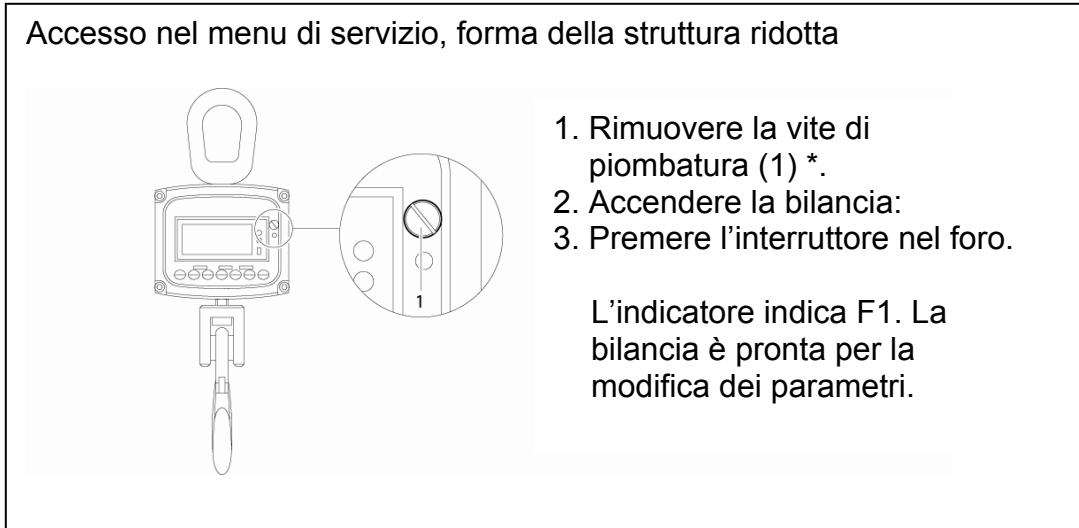 Accesso nel menu di servizio, forma della struttura ridotta
1. Rimuovere la vite di
piombatura (1) *.
2. Accendere la bilancia:
3. Premere l’interruttore nel foro.
1
L’indicatore indica F1. La
bilancia è pronta per la
modifica dei parametri.